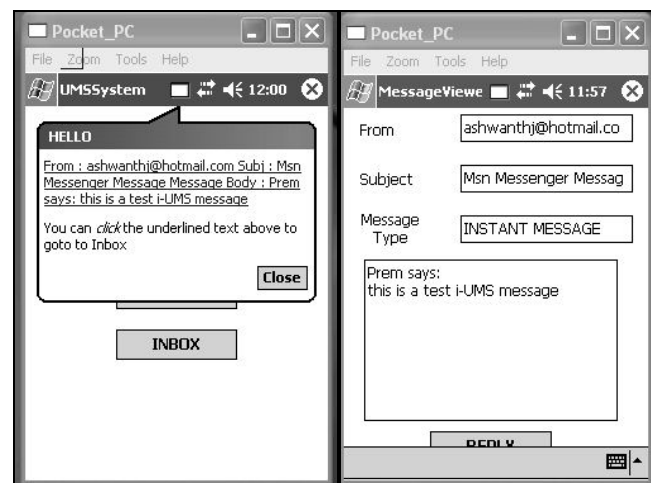 Pocket_PC
File Zoom Tools Help
UMSSystem 12:00
HELLO
From : ashwanthj@hotmail.com Subj : Msn
Messenger Message Message Body : Prem
says: this is a test i-UMS message
You can click the underlined text above to
goto to Inbox
Close
INBOX
Pocket_PC
File Zoom Tools Help
MessageViewe 11:57
From ashwanthj@hotmail.co
Subject Msn Messenger Messag
Message
Type
INSTANT MESSAGE
Prem says:
this is a test i-UMS message
REPLY